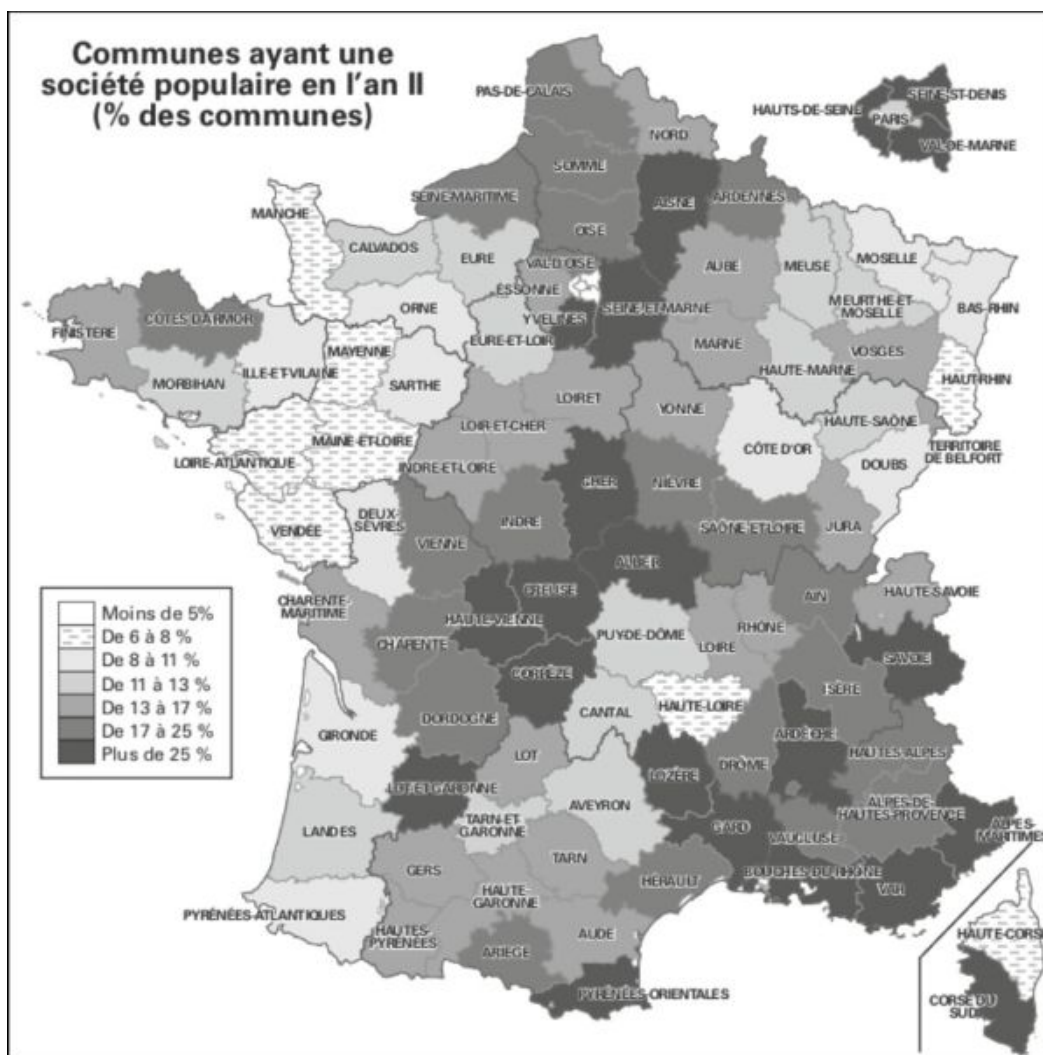 Communes ayant une
société populaire en l'an II
(% des communes)
PAS-DE-CALAIS
NORD
HAUTS-DE-SEINE
SEINE-ST-DENIS
PARIS
VAL-DE-MARNE
SOMME
SEINE-MARITIME
AISNE
ARDENNES
MANCHE
OISE
CALVADOS
EURE
VAL-D'OISE
AUBE
MEUSE
MOSELLE
ESSONNE
ORNE
SEINE-ET-MARNE
MEURTHE-ET
MOSELLE
BAS-RHIN
FINISTÈRE
CÔTES D'ARMOR
YVELINES
EURE-ET-LOIR
MARNE
VOSGES
MAYENNE
ILLE-ET-VILAINE
SARTHE
HAUTE-MARNE
HAUT-RHIN
MORBIHAN
LOIRET
YONNE
LOIR-ET-CHER
HAUTE-SAÔNE
MAINE-ET-LOIRE
CÔTE D'OR
TERRITOIRE
DE BELFORT
LOIRE-ATLANTIQUE
INDRE-ET-LOIRE
DOUBS
CHER
NIÈVRE
DEUX-
SÈVRES
INDRE
VENDÉE
SAÔNE-ET-LOIRE
JURA
VIENNE
ALLIER
CREUSE
HAUTE-SAVOIE
CHARENTE-
MARITIME
AIN
HAUTE-VIENNE
RHÔNE
PUY-DE-DÔME
CHARENTE
LOIRE
SAVOIE
CORRÈZE
ISÈRE
HAUTE-LOIRE
CANTAL
DORDOGNE
ARDÈCHE
GIRONDE
LOT
HAUTES-ALPES
DRÔME
LOZÈRE
LOT-ET-GARONNE
AVEYRON
ALPES-DE-
HAUTES-PROVENCE
TARN-ET-
GARONNE
LANDES
GARD
VAUCLUSE
ALPES-
MARITIMES
TARN
GERS
BOUCHES-DU-RHÔNE
HÉRAULT
VAR
HAUTE-
GARONNE
PYRÉNÉES-ATLANTIQUES
HAUTES-
PYRÉNÉES
AUDE
HAUTE-CORSE
ARIEGE
PYRÉNÉES-ORIENTALES
CORSE DU
SUD
Moins de 5%
De 6 à 8 %
De 8 à 11 %
De 11 à 13 %
De 13 à 17 %
De 17 à 25 %
Plus de 25 %